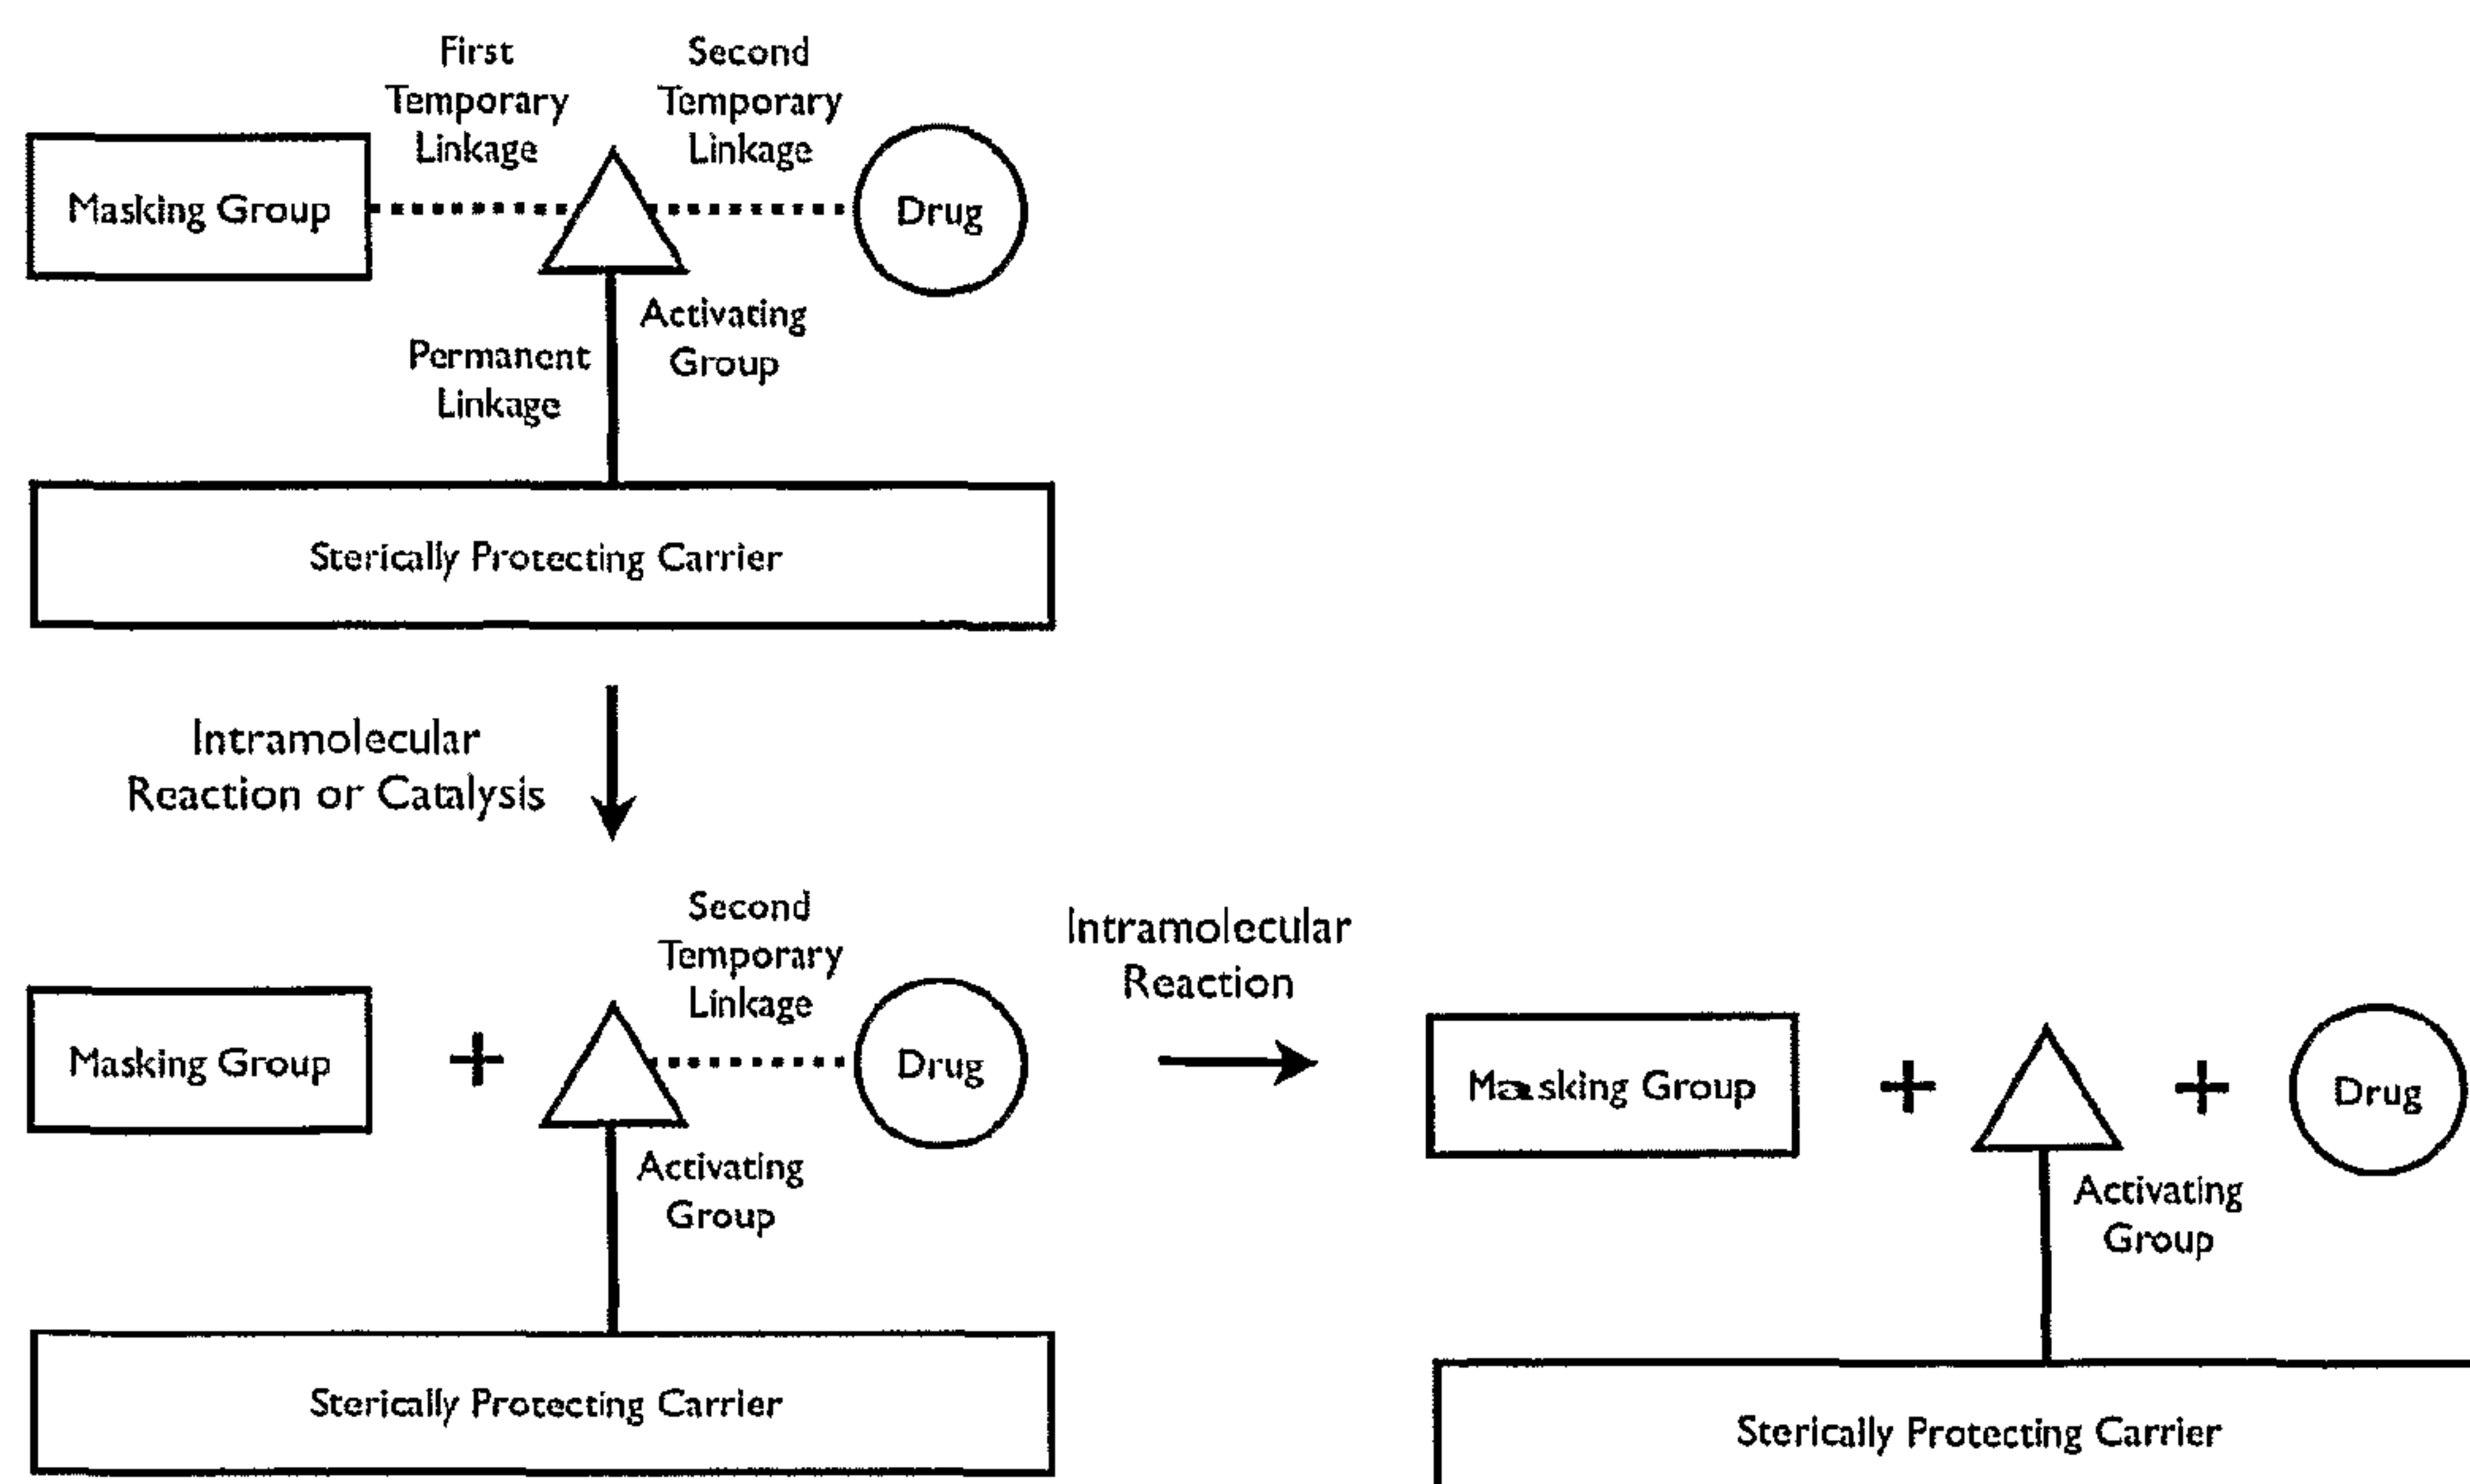 First
Temporary
Linkage
Second
Temporary
Linkage
Masking Group
Drug
Activating
Group
Permanent
Linkage
Sterically Protecting Carrier
Intramolecular
Reaction or Catalysis
Second
Temporary
Linkage
Intramolecular
Reaction
Masking Group
+
Drug
Masking Group
+
+
Drug
Activating
Group
Activating
Group
Sterically Protecting Carrier
Sterically Protecting Carrier